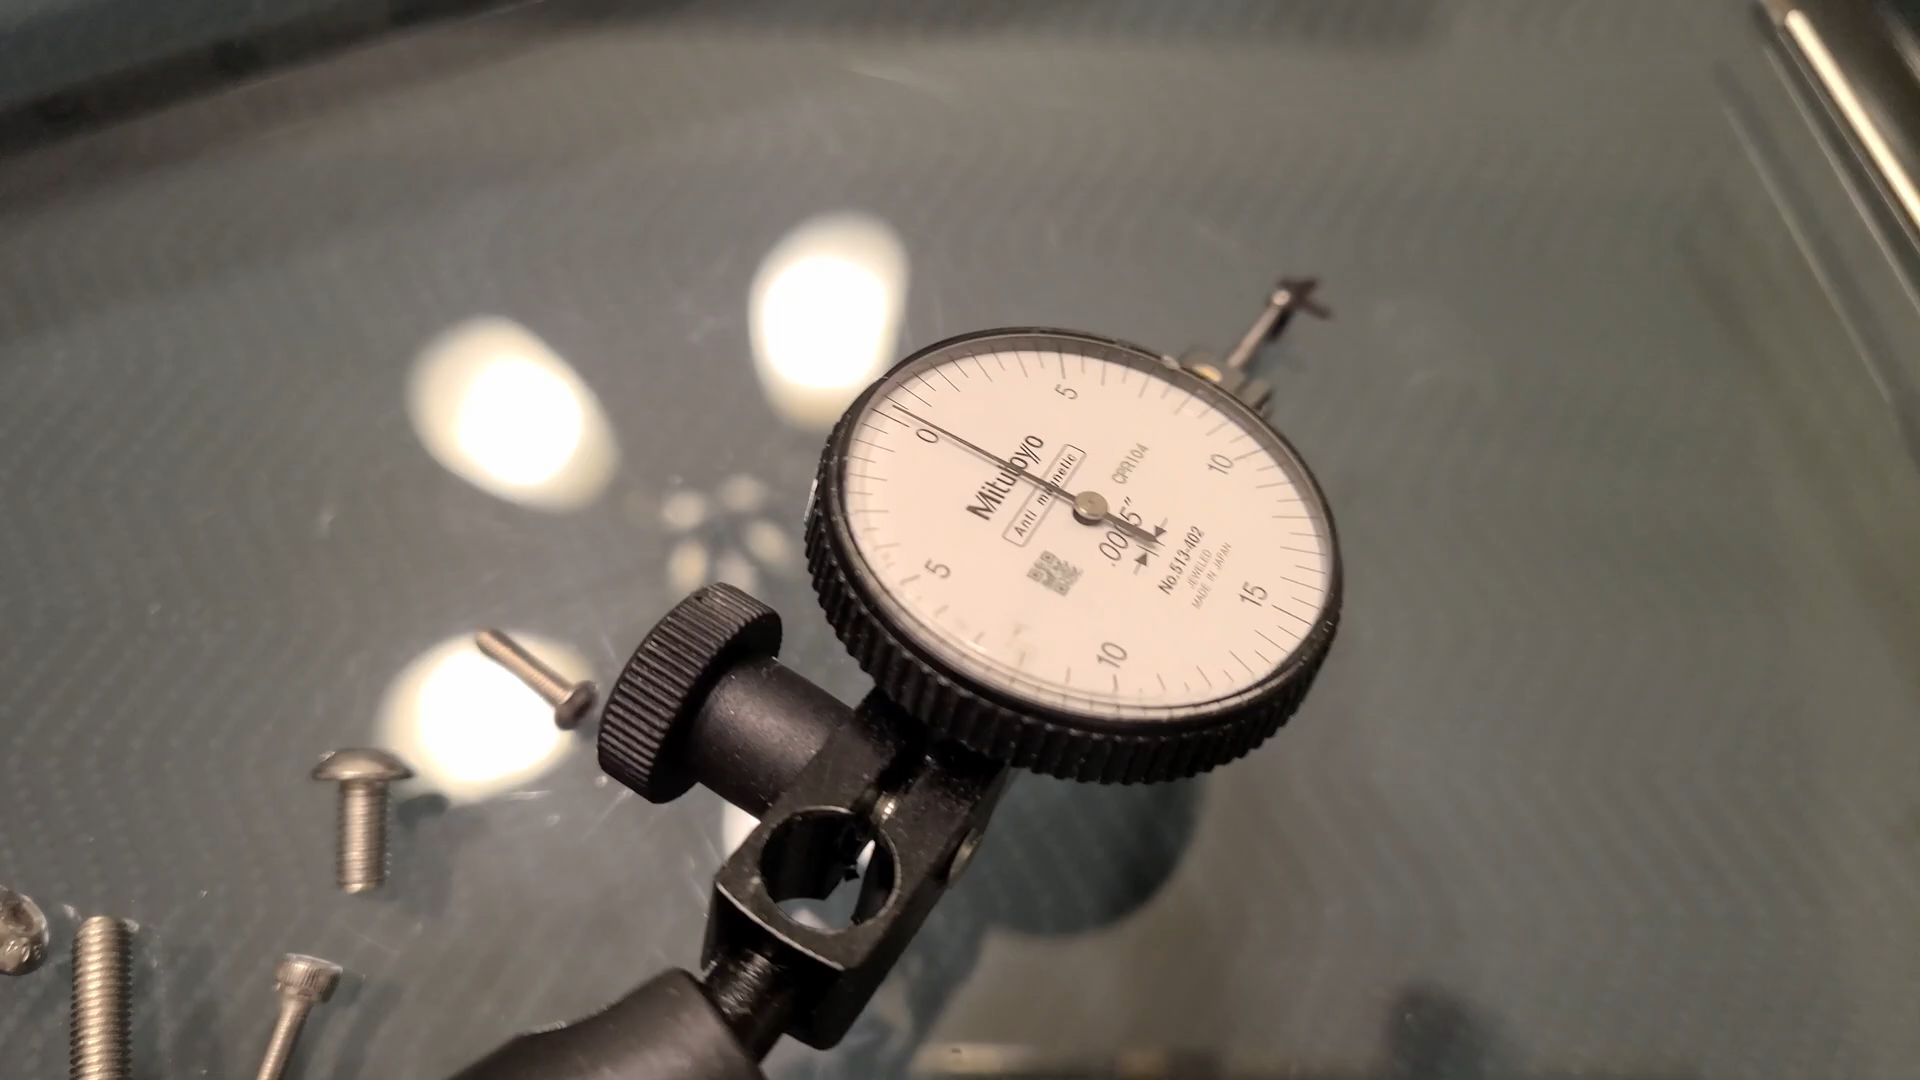 0
5
10
15
10
5
Mitutoyo
Anti magnetic
CPR104
.0005"
No.513-402
JEWELED
MADE IN JAPAN